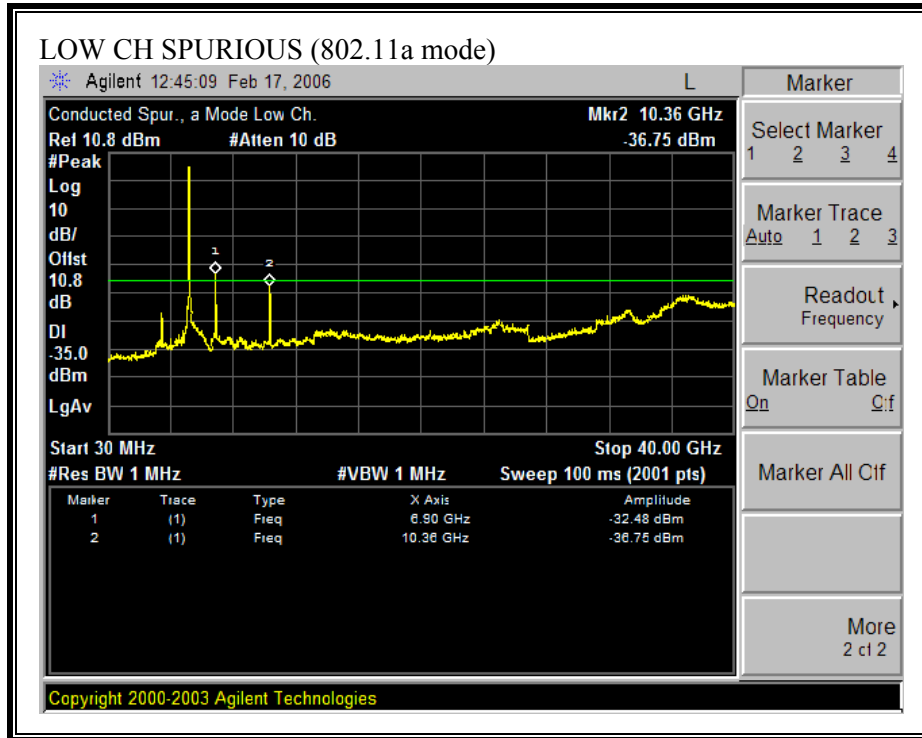 LOW CH SPURIOUS (802.11a mode)
Agilent 12:45:09 Feb 17, 2006 L
Marker
Conducted Spur., a Mode Low Ch. Mkr2 10.36 GHz
Ref 10.8 dBm #Atten 10 dB -36.75 dBm
#Peak
Log
10
dB/
Offst
10.8
dB
DI
-35.0
dBm
LgAv
1
2
Start 30 MHz Stop 40.00 GHz
#Res BW 1 MHz #VBW 1 MHz Sweep 100 ms (2001 pts)
Marker Trace Type X Axis Amplitude
1 (1) Freq 6.90 GHz -32.48 dBm
2 (1) Freq 10.36 GHz -36.75 dBm
Select Marker
1 2 3 4
Marker Trace
Auto 1 2 3
Readout
Frequency
Marker Table
On Off
Marker All Off
More
2 of 2
Copyright 2000-2003 Agilent Technologies